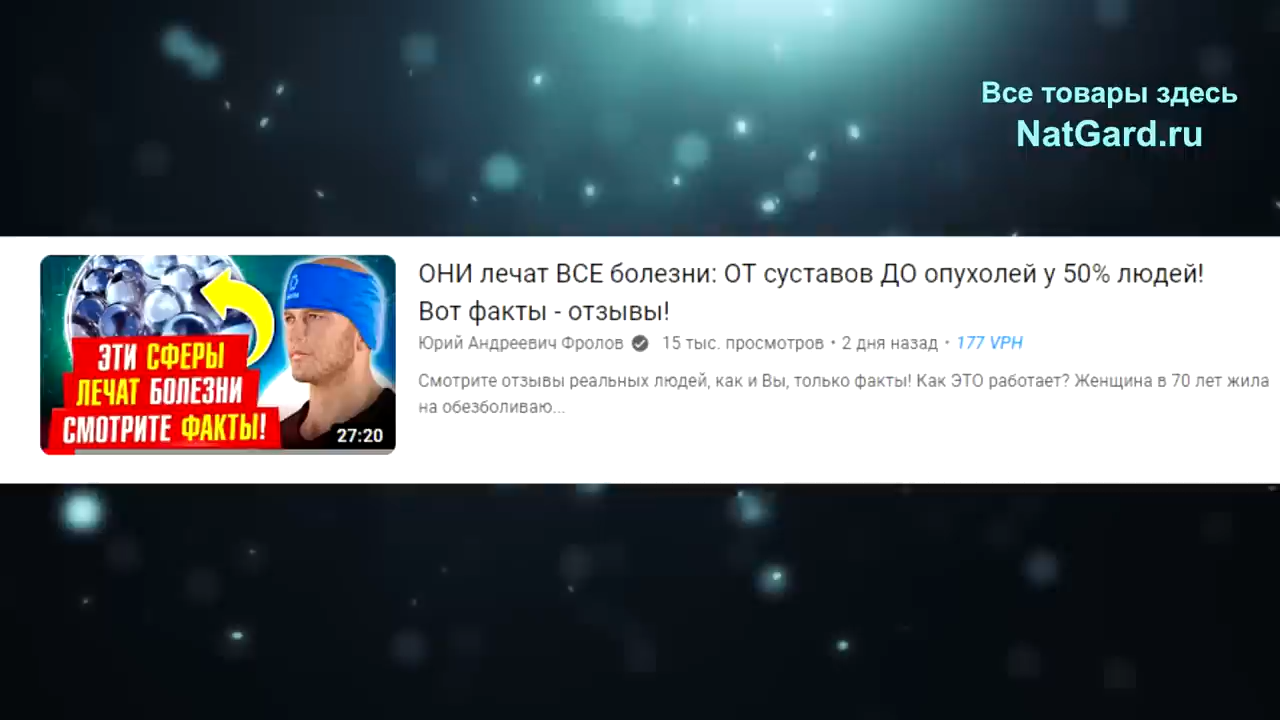 Все товары здесь
NatGard.ru
ЭТИ СФЕРЫ
ЛЕЧАТ БОЛЕЗНИ
СМОТРИТЕ ФАКТЫ!
27:20
ОНИ лечат ВСЕ болезни: ОТ суставов ДО опухолей у 50% людей!
Вот факты - отзывы!
Юрий Андреевич Фролов 15 тыс. просмотров • 2 дня назад • 177 VPH
Смотрите отзывы реальных людей, как и Вы, только факты! Как ЭТО работает? Женщина в 70 лет жила
на обезболиваю...